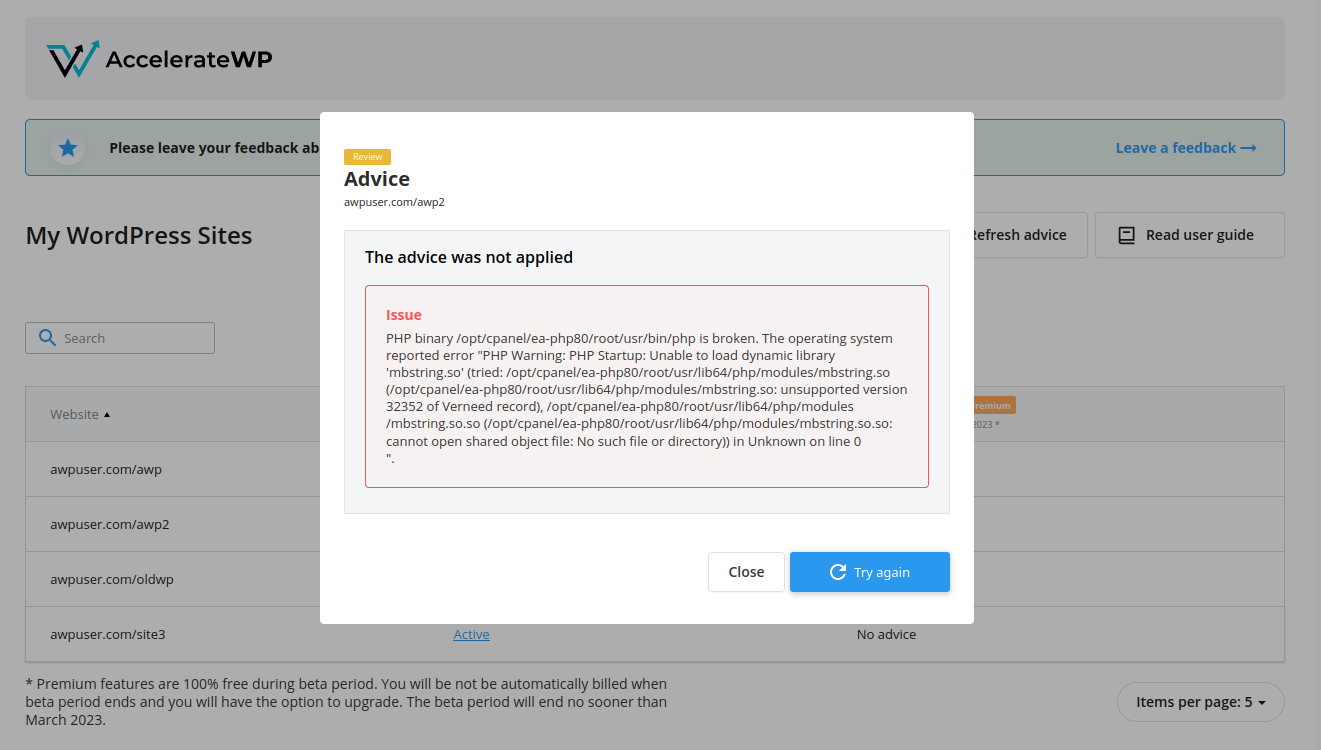 AccelerateWP
Please leave your feedback ab
Leave a feedback →
My WordPress Sites
Refresh advice
Read user guide
Search
Website ▲
remium
2023 *
awpuser.com/awp
awpuser.com/awp2
awpuser.com/oldwp
awpuser.com/site3
Active
No advice
Review
Advice
awpuser.com/awp2
The advice was not applied
Issue
PHP binary /opt/cpanel/ea-php80/root/usr/bin/php is broken. The operating system
reported error "PHP Warning: PHP Startup: Unable to load dynamic library
'mbstring.so' (tried: /opt/cpanel/ea-php80/root/usr/lib64/php/modules/mbstring.so
(/opt/cpanel/ea-php80/root/usr/lib64/php/modules/mbstring.so: unsupported version
32352 of Verneed record), /opt/cpanel/ea-php80/root/usr/lib64/php/modules
/mbstring.so.so (/opt/cpanel/ea-php80/root/usr/lib64/php/modules/mbstring.so.so:
cannot open shared object file: No such file or directory)) in Unknown on line 0
".
Close
Try again
* Premium features are 100% free during beta period. You will be not be automatically billed when
beta period ends and you will have the option to upgrade. The beta period will end no sooner than
March 2023.
Items per page: 5